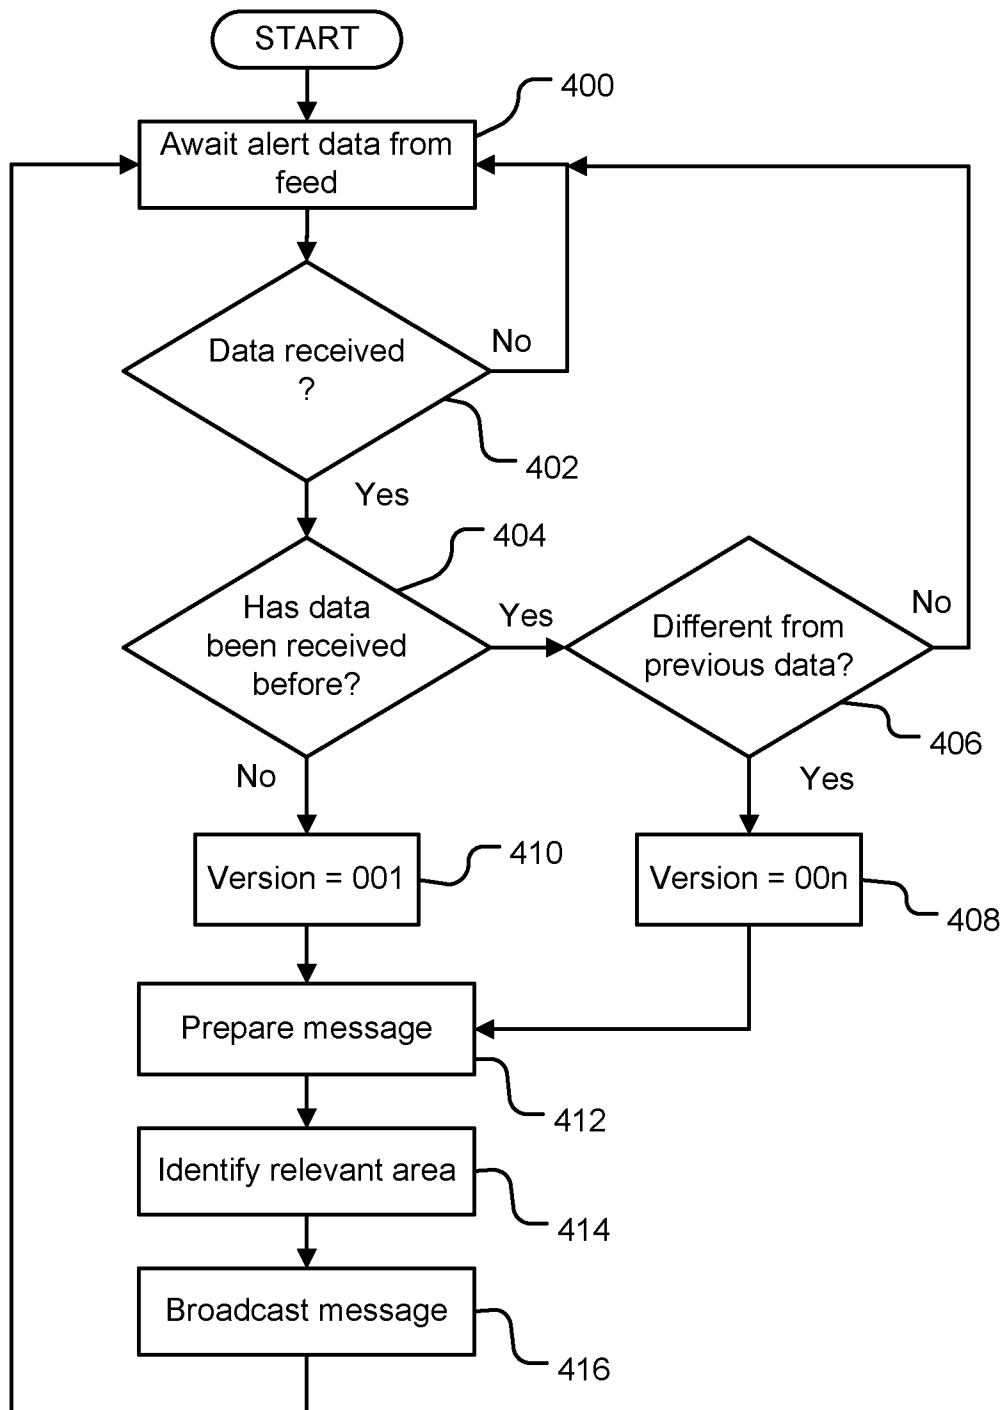 START
400
Await alert data from
feed
Data received
?
No
402
Yes
404
Has data
been received
before?
Yes
Different from
previous data?
No
406
No
Yes
Version = 001
410
Version = 00n
408
Prepare message
412
Identify relevant area
414
Broadcast message
416